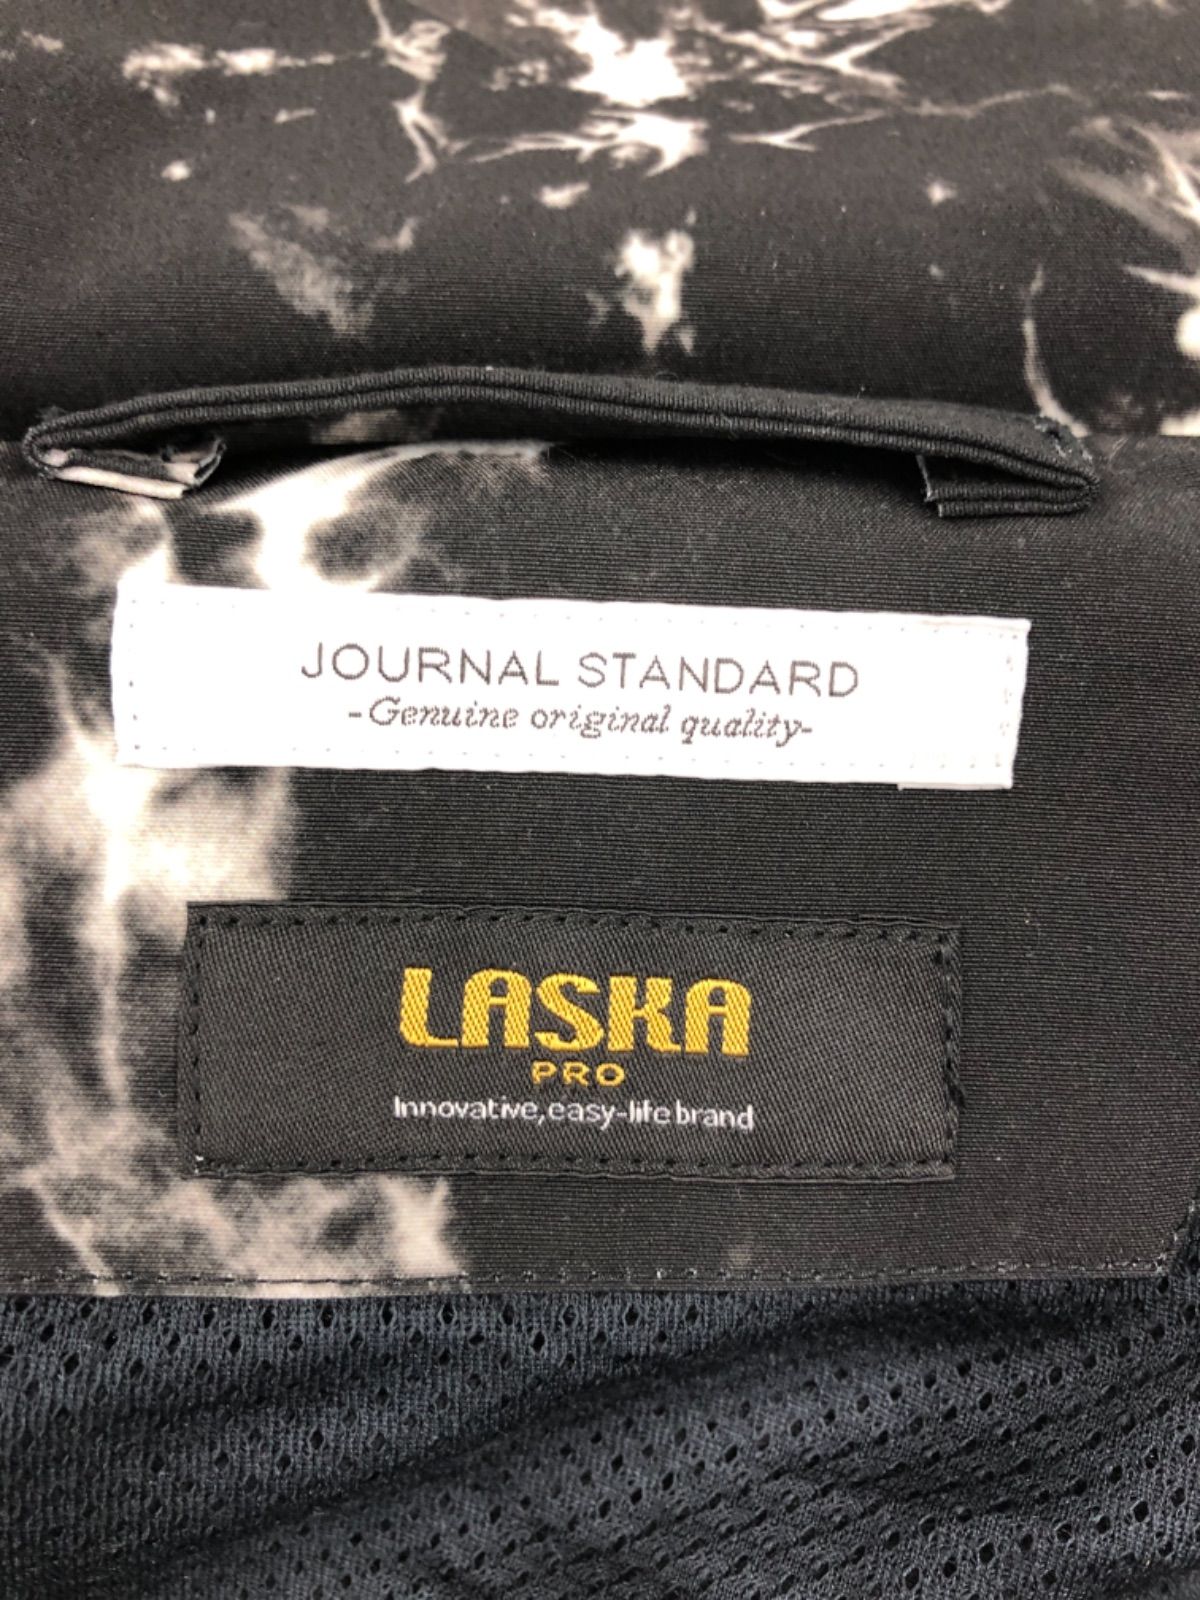 JOURNAL STANDARD
-Genuine original quality-
LASKA
PRO
Innovative,easy-life brand